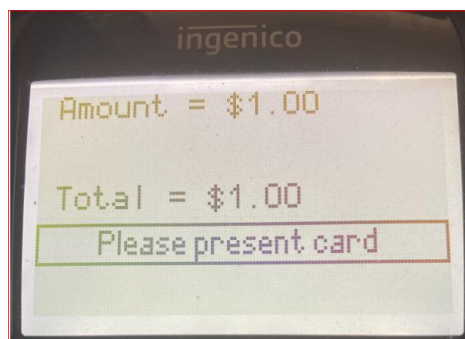 ingenico
Amount = $1.00
Total = $1.00
Please present card